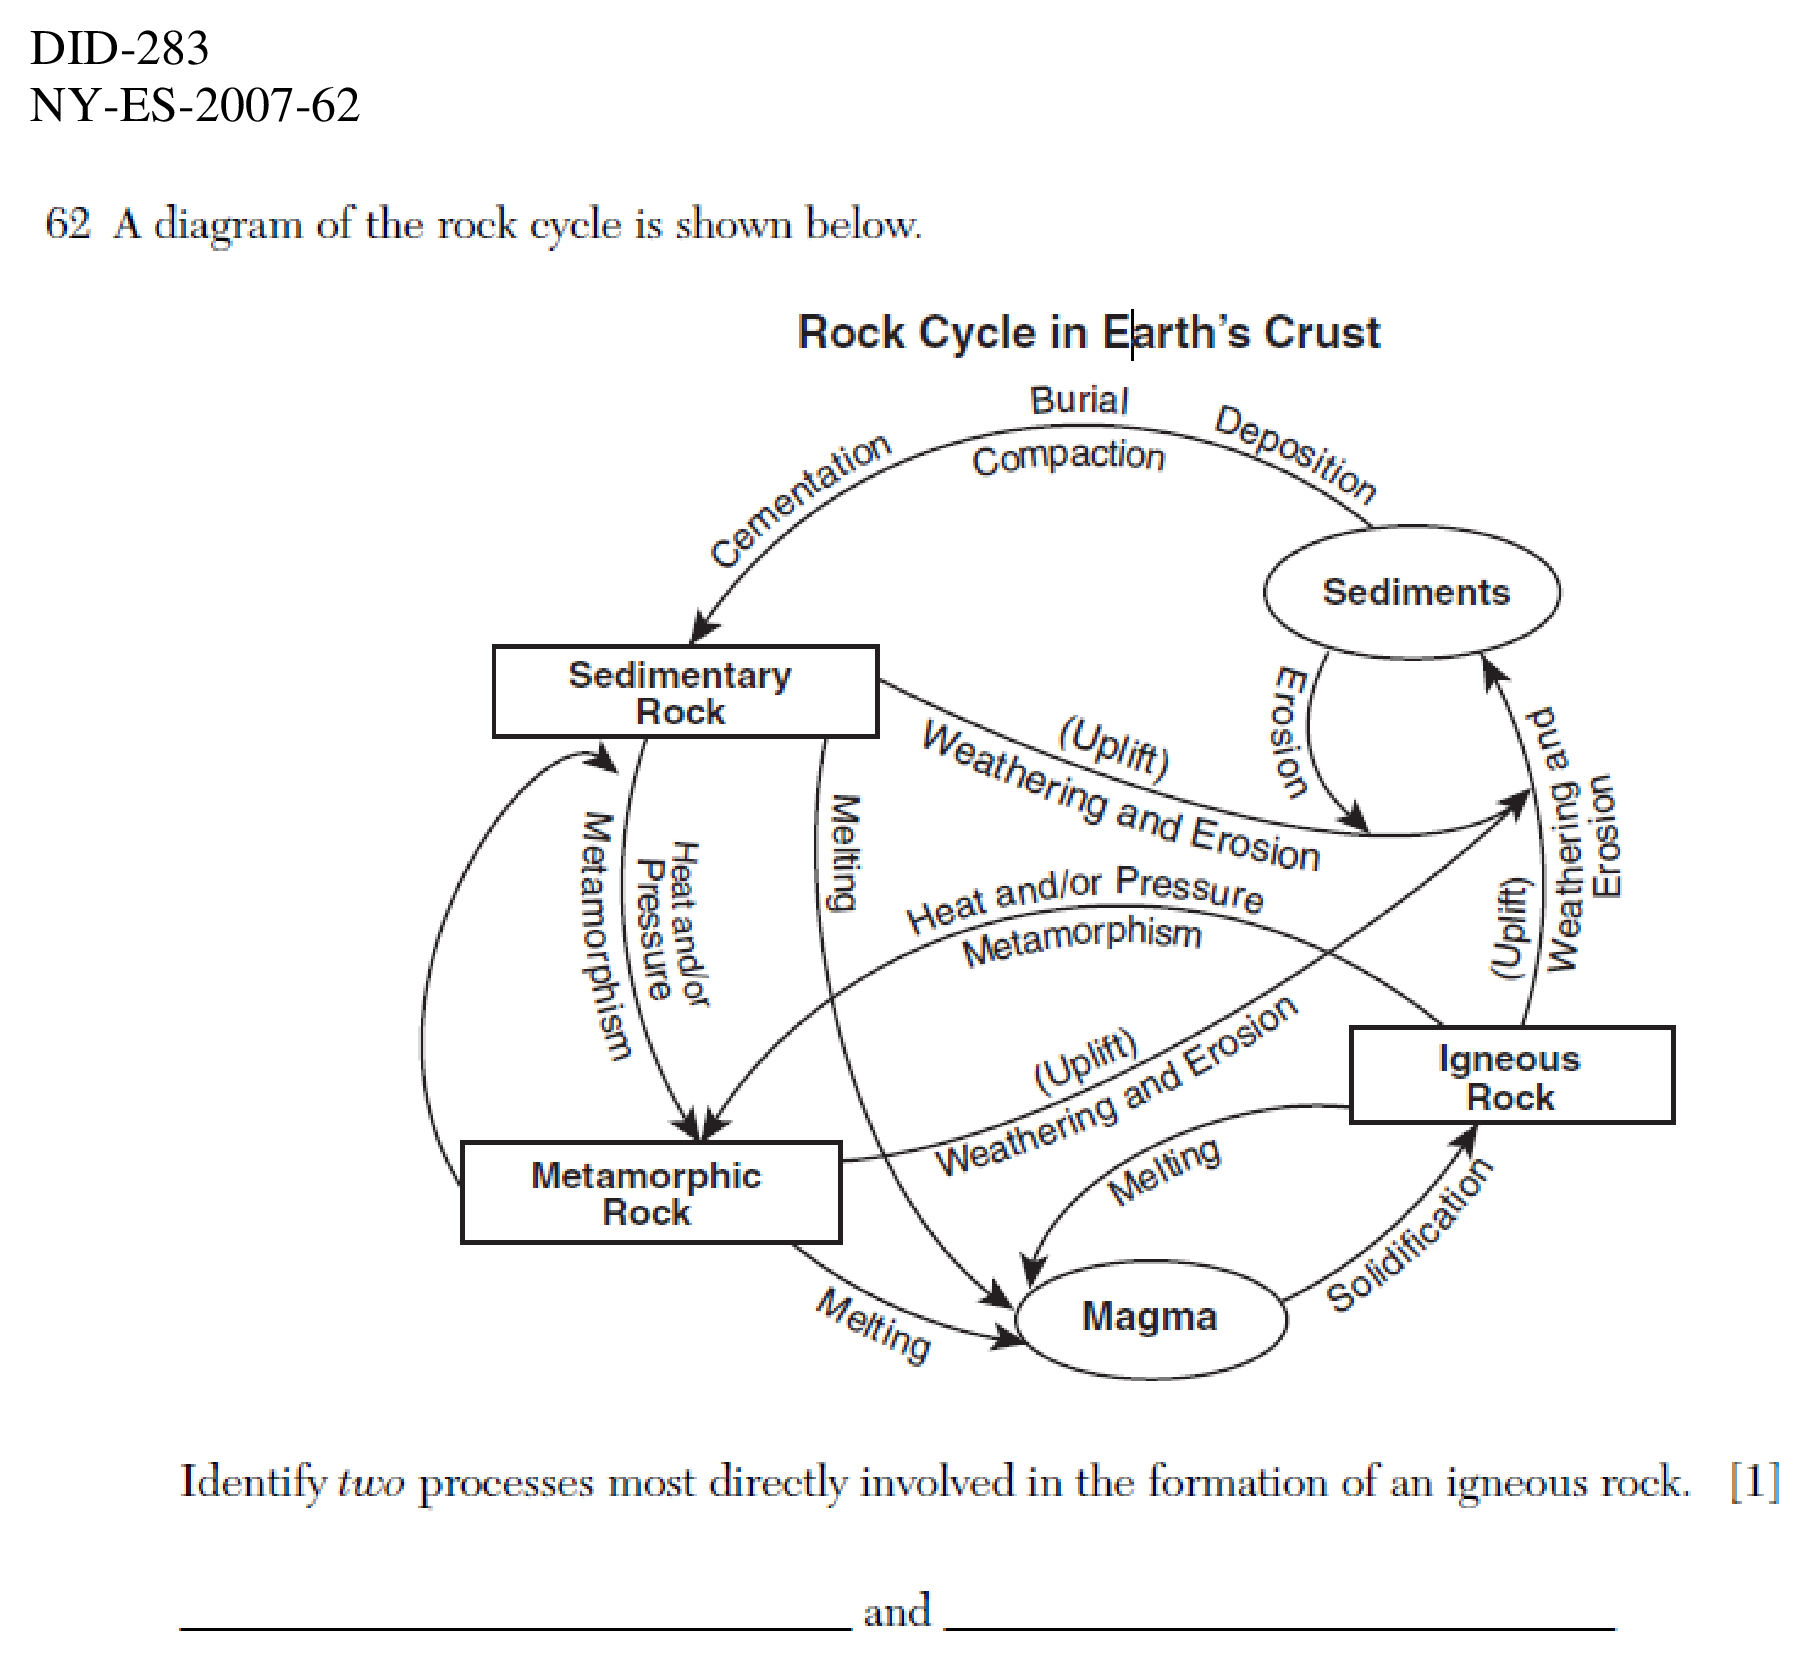 DID-283
NY-ES-2007-62
62 A diagram of the rock cycle is shown below.
Rock Cycle in Earth's Crust
Burial
Deposition
Cementation
Compaction
Sediments
Sedimentary
Rock
Erosion
(Uplift)
Weathering and Erosion
(Uplift)
Weathering and
Erosion
Metamorphism
Heat and/or
Pressure
Melting
Heat and/or Pressure
Metamorphism
(Uplift)
Weathering and Erosion
Igneous
Rock
Metamorphic
Rock
Melting
Solidification
Melting
Magma
Identify two processes most directly involved in the formation of an igneous rock. [1]
and